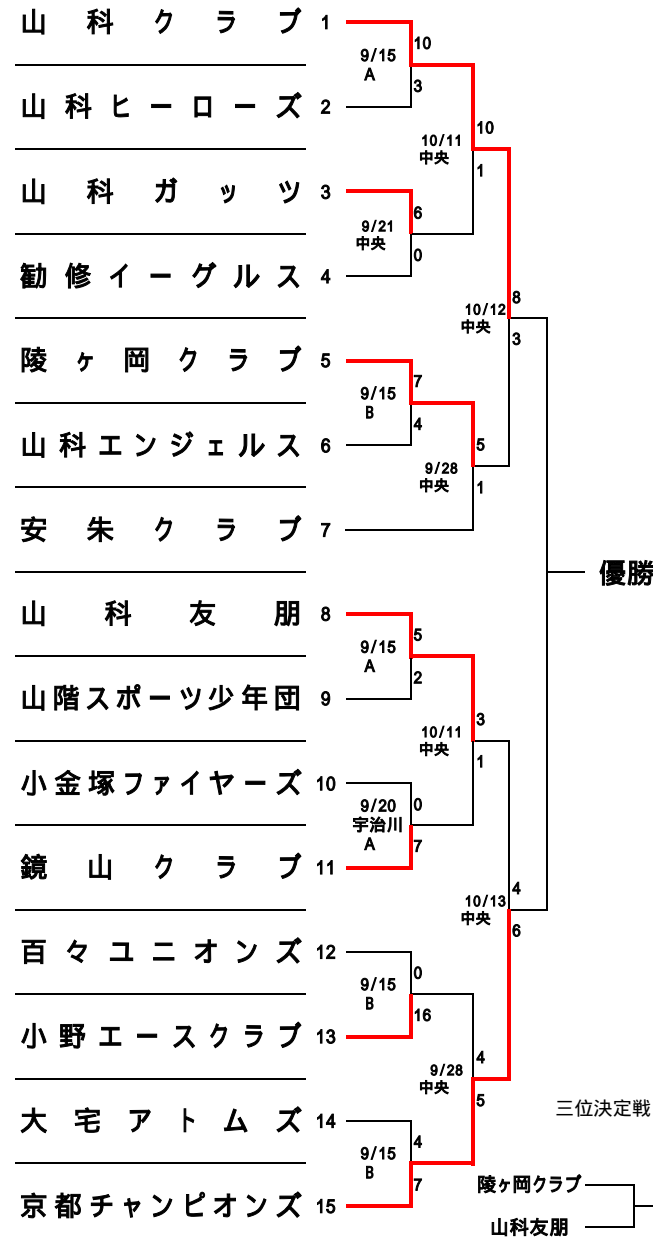 山科クラブ 1
10
9/15
A
3
山科ヒーローズ 2
10
10/11
中央
1
山科ガッツ 3
6
9/21
中央
0
勧修イーグルス 4
8
10/12
中央
3
陵ヶ岡クラブ 5
7
9/15
B
4
山科エンジェルス 6
5
9/28
中央
1
安朱クラブ 7
優勝
山科友朋 8
5
9/15
A
2
山階スポーツ少年団 9
3
10/11
中央
1
小金塚ファイヤーズ 10
0
9/20
宇治川
A
7
鏡山クラブ 11
4
10/13
中央
6
百々ユニオンズ 12
0
9/15
B
16
小野エースクラブ 13
4
9/28
中央
5
大宅アトムズ 14
4
9/15
B
7
京都チャンピオンズ 15
三位決定戦
陵ヶ岡クラブ
山科友朋